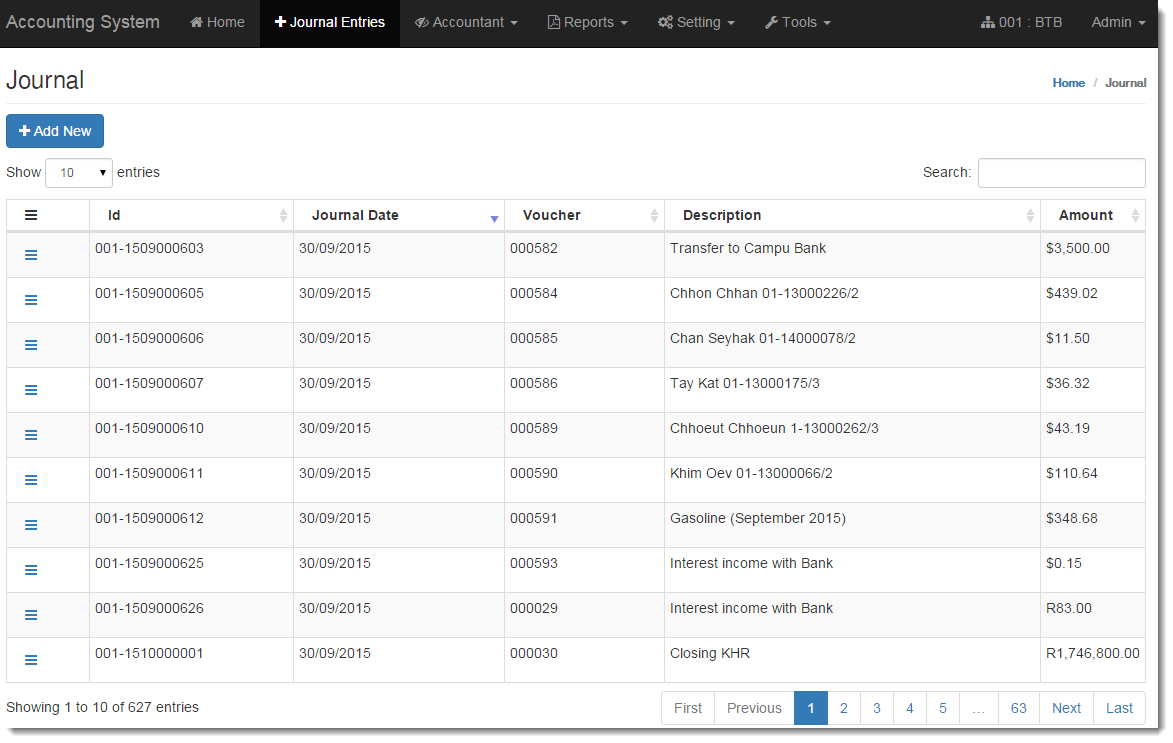 Accounting System Home Journal Entries Accountant Reports Setting Tools 001 : BTB Admin
Journal Home / Journal
Add New
Show 10 entries Search:
Id Journal Date Voucher Description Amount
001-1509000603 30/09/2015 000582 Transfer to Campu Bank $3,500.00
001-1509000605 30/09/2015 000584 Chhon Chhan 01-13000226/2 $439.02
001-1509000606 30/09/2015 000585 Chan Seyhak 01-14000078/2 $11.50
001-1509000607 30/09/2015 000586 Tay Kat 01-13000175/3 $36.32
001-1509000610 30/09/2015 000589 Chhoeut Chhoeun 1-13000262/3 $43.19
001-1509000611 30/09/2015 000590 Khim Oev 01-13000066/2 $110.64
001-1509000612 30/09/2015 000591 Gasoline (September 2015) $348.68
001-1509000625 30/09/2015 000593 Interest income with Bank $0.15
001-1509000626 30/09/2015 000029 Interest income with Bank R83.00
001-1510000001 30/09/2015 000030 Closing KHR R1,746,800.00
Showing 1 to 10 of 627 entries First Previous 1 2 3 4 5 … 63 Next Last